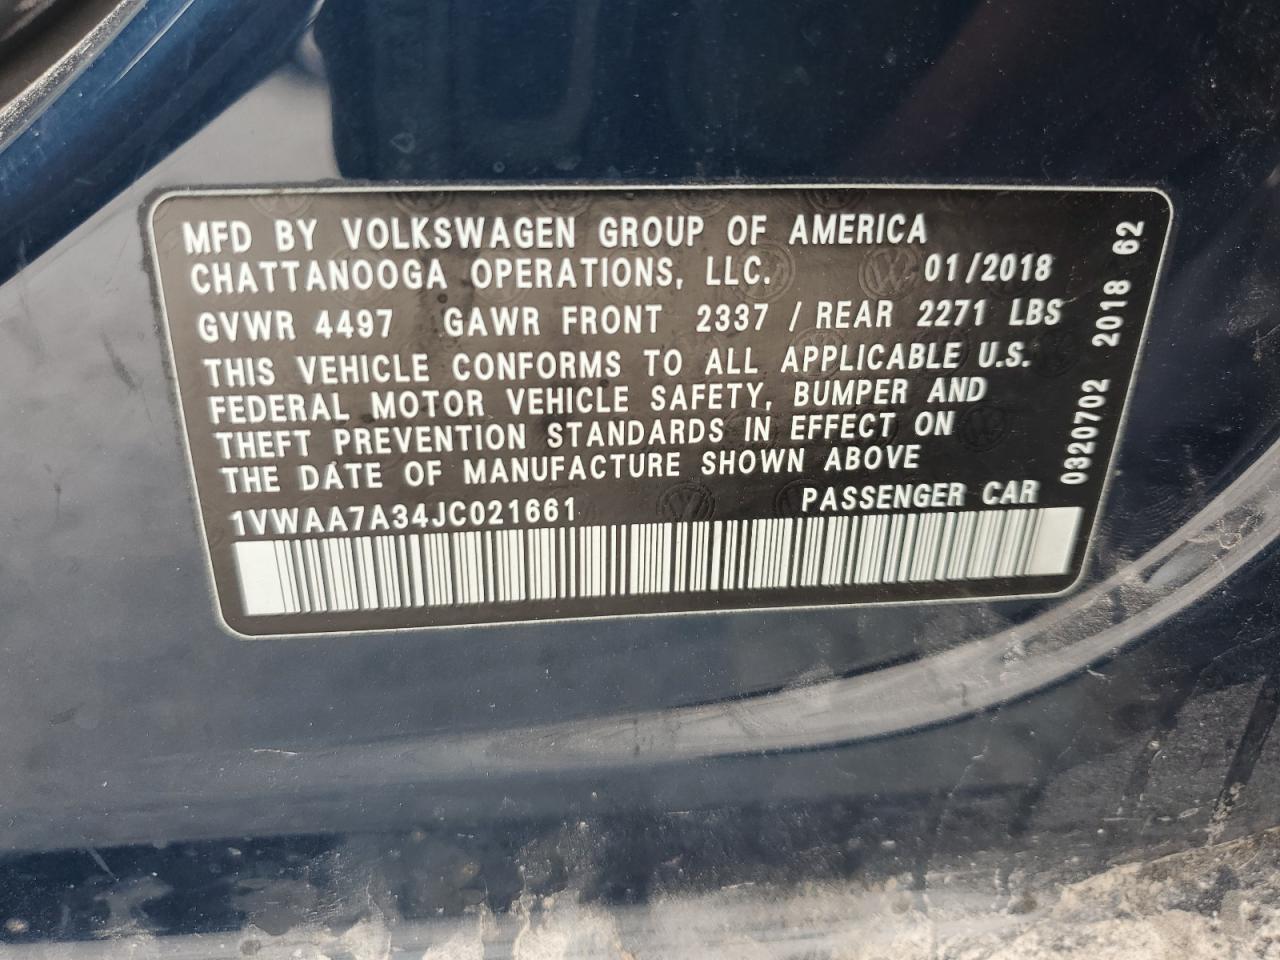 MFD BY VOLKSWAGEN GROUP OF AMERICA
CHATTANOOGA OPERATIONS, LLC. 01/2018
GVWR 4497 GAWR FRONT 2337 / REAR 2271 LBS
THIS VEHICLE CONFORMS TO ALL APPLICABLE U.S.
FEDERAL MOTOR VEHICLE SAFETY, BUMPER AND
THEFT PREVENTION STANDARDS IN EFFECT ON
THE DATE OF MANUFACTURE SHOWN ABOVE
1VWAA7A34JC021661 PASSENGER CAR
0320702 2018 62